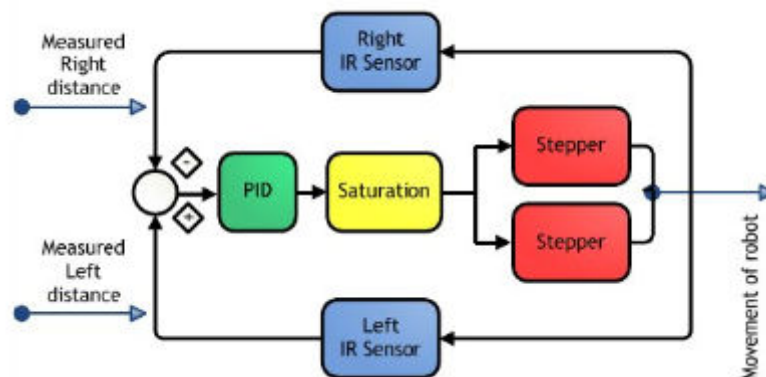 Measured
Right
distance
Right
IR Sensor
-
PID
Saturation
Stepper
Stepper
+
Measured
Left
distance
Left
IR Sensor
Movement of robot